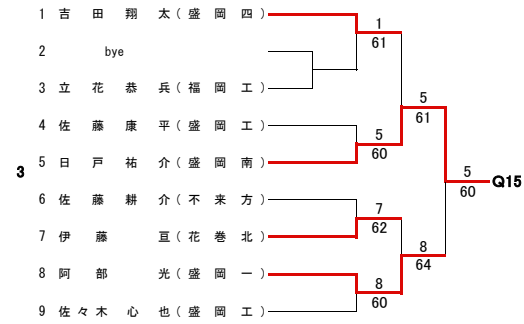 1 吉田翔太(盛岡四)
2 bye
3 立花恭兵(福岡工)
4 佐藤康平(盛岡工)
5 日戸祐介(盛岡南)
6 佐藤耕介(不来方)
7 伊藤亘(花巻北)
8 阿部光(盛岡一)
9 佐々木心也(盛岡工)
3
1
61
5
60
7
62
8
60
5
61
8
64
5
60
Q15